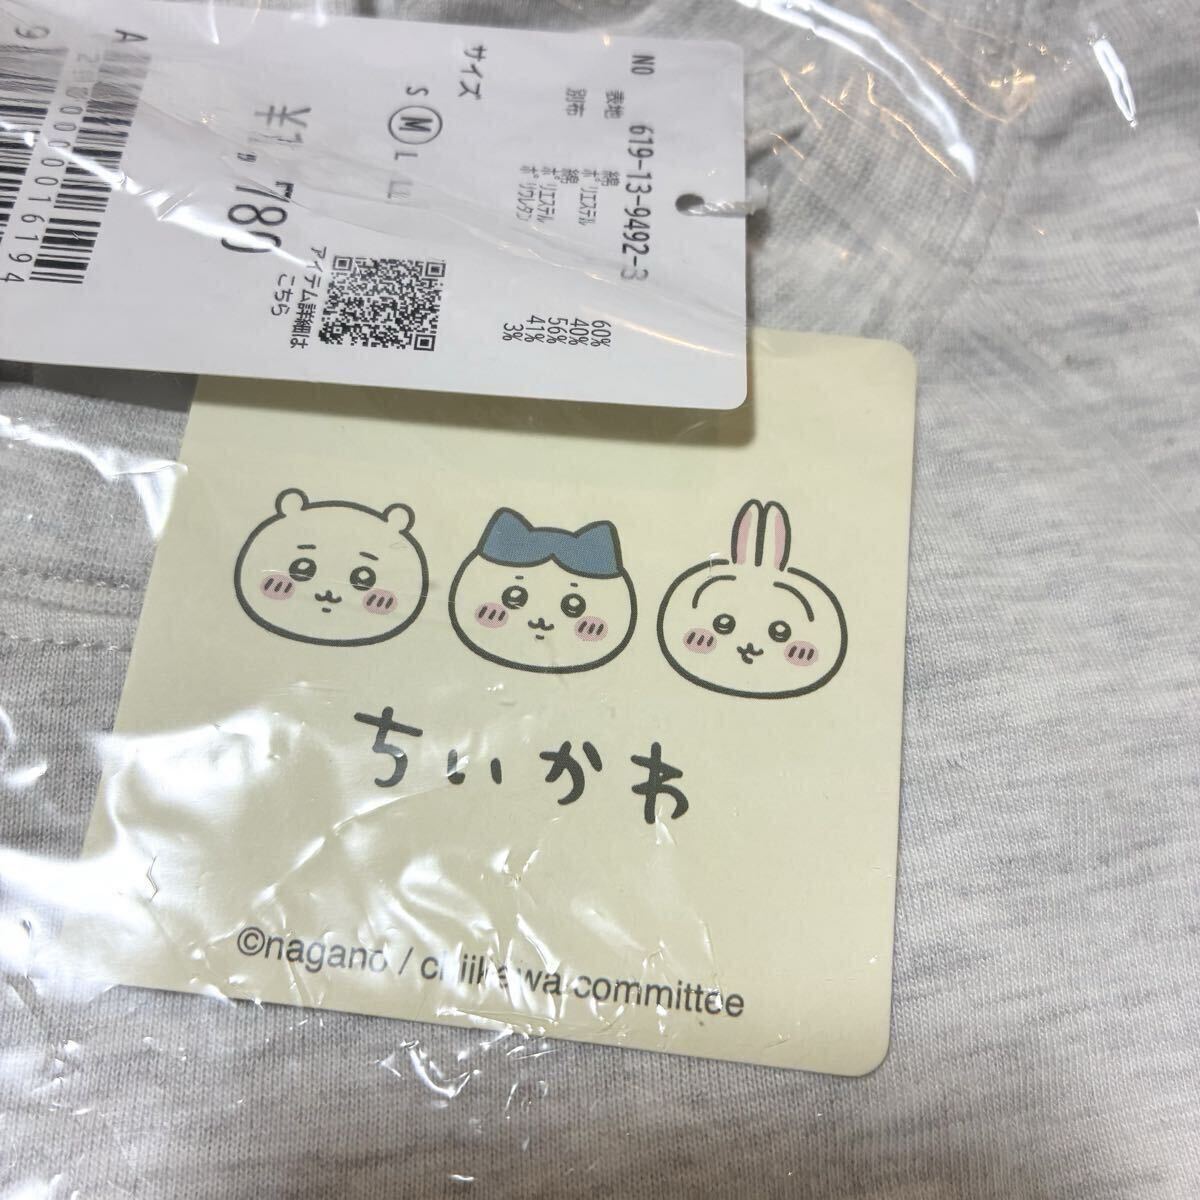 NO 619-13-9492-3
表地 綿 60%
ポリエステル 40%
別布 綿 56%
ポリエステル 41%
ポリウレタン 3%
サイズ
S M L LL
アイテム詳細は
こちら
ちいかわ
©nagano / chiikawa committee